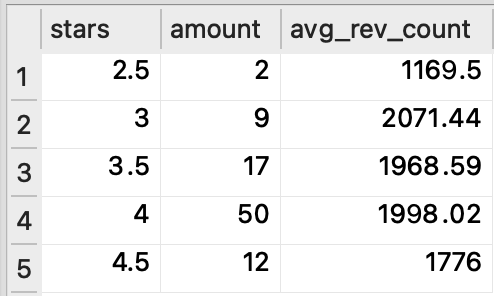 stars amount avg_rev_count
1 2.5 2 1169.5
2 3 9 2071.44
3 3.5 17 1968.59
4 4 50 1998.02
5 4.5 12 1776